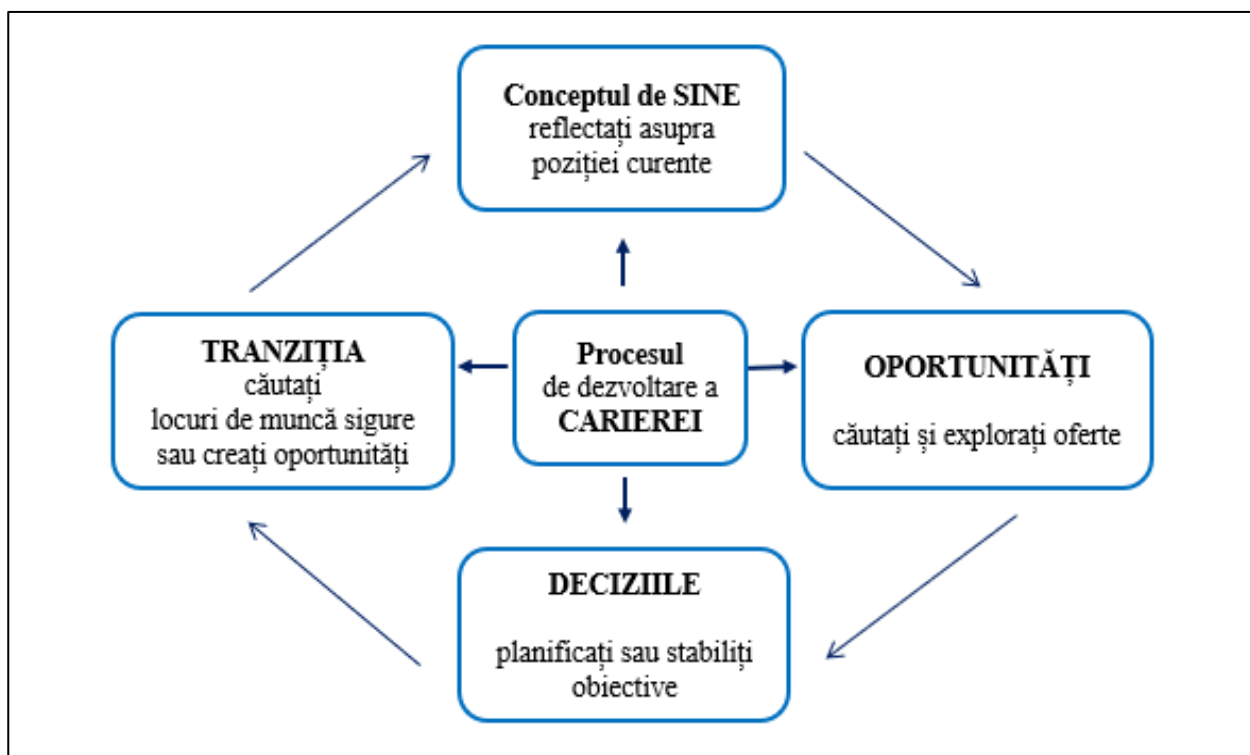 Conceptul de SINE
reflectați asupra
poziției curente
TRANZIȚIA
căutați
locuri de muncă sigure
sau creați oportunități
Procesul
de dezvoltare a
CARIEREI
OPORTUNITĂȚI
căutați și explorați oferte
DECIZIILE
planificați sau stabiliți
obiective